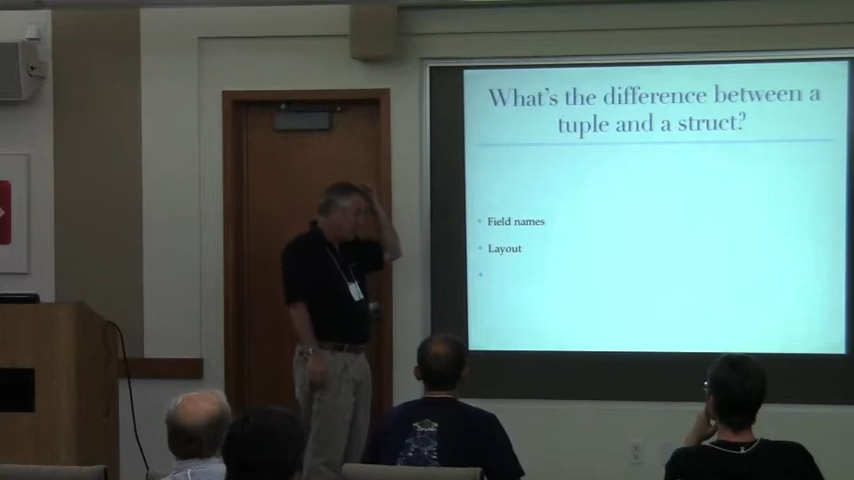 What's the difference between a
tuple and a struct?
Field names
Layout